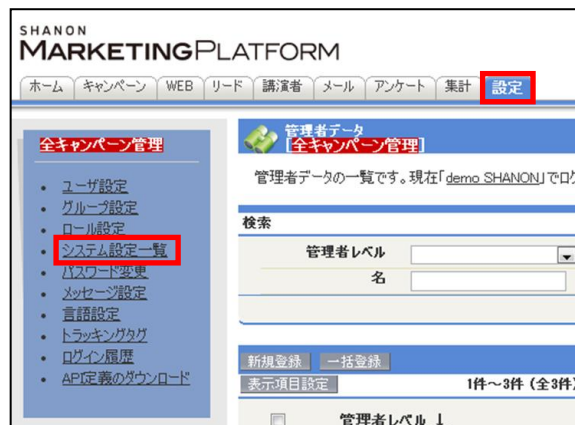 SHANON
MARKETINGPLATFORM
ホーム キャンペーン WEB リード 講演者 メール アンケート 集計 設定
全キャンペーン管理
• ユーザ設定
• グループ設定
• ロール設定
• システム設定一覧
• パスワード変更
• メッセージ設定
• 言語設定
• トラッキングタグ
• ログイン履歴
• API定義のダウンロード
管理者データ
[全キャンペーン管理]
管理者データの一覧です。現在「demo SHANON」でログ
検索
管理者レベル
名
新規登録 一括登録
表示項目設定 1件～3件 (全3件)
管理者レベル ↓